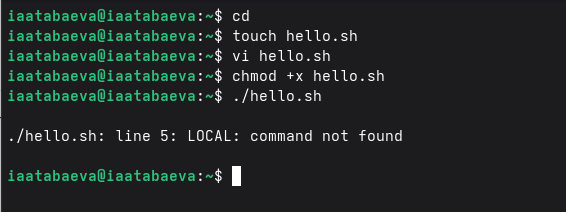 iaatabaeva@iaatabaeva:~$ cd
iaatabaeva@iaatabaeva:~$ touch hello.sh
iaatabaeva@iaatabaeva:~$ vi hello.sh
iaatabaeva@iaatabaeva:~$ chmod +x hello.sh
iaatabaeva@iaatabaeva:~$ ./hello.sh
./hello.sh: line 5: LOCAL: command not found
iaatabaeva@iaatabaeva:~$